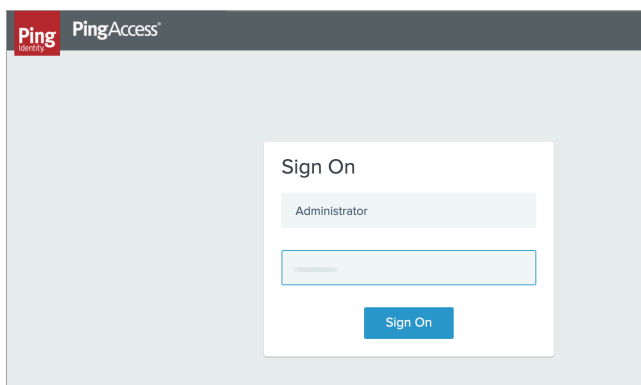 Ping
Identity.
PingAccess®
Sign On
Administrator
Sign On